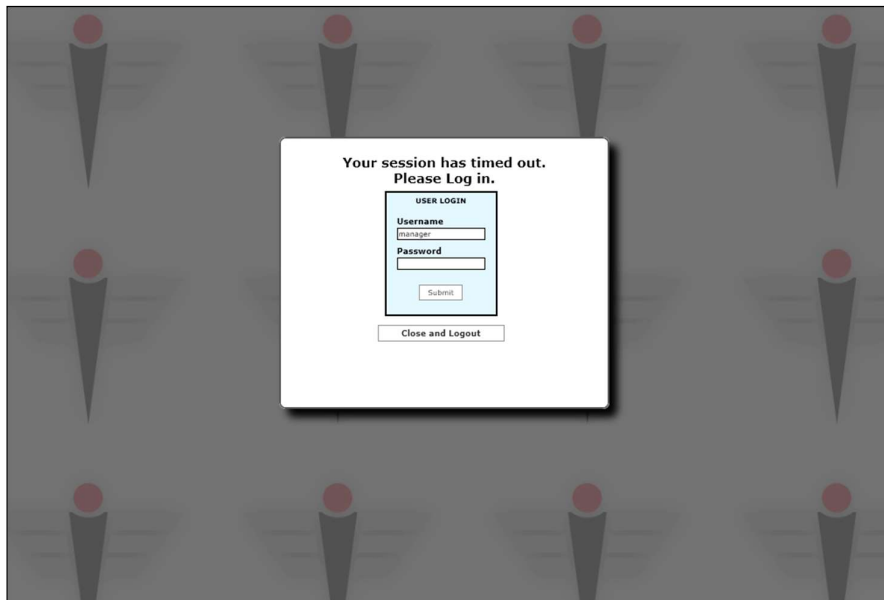 Your session has timed out.
Please Log in.
USER LOGIN
Username
manager
Password
Submit
Close and Logout